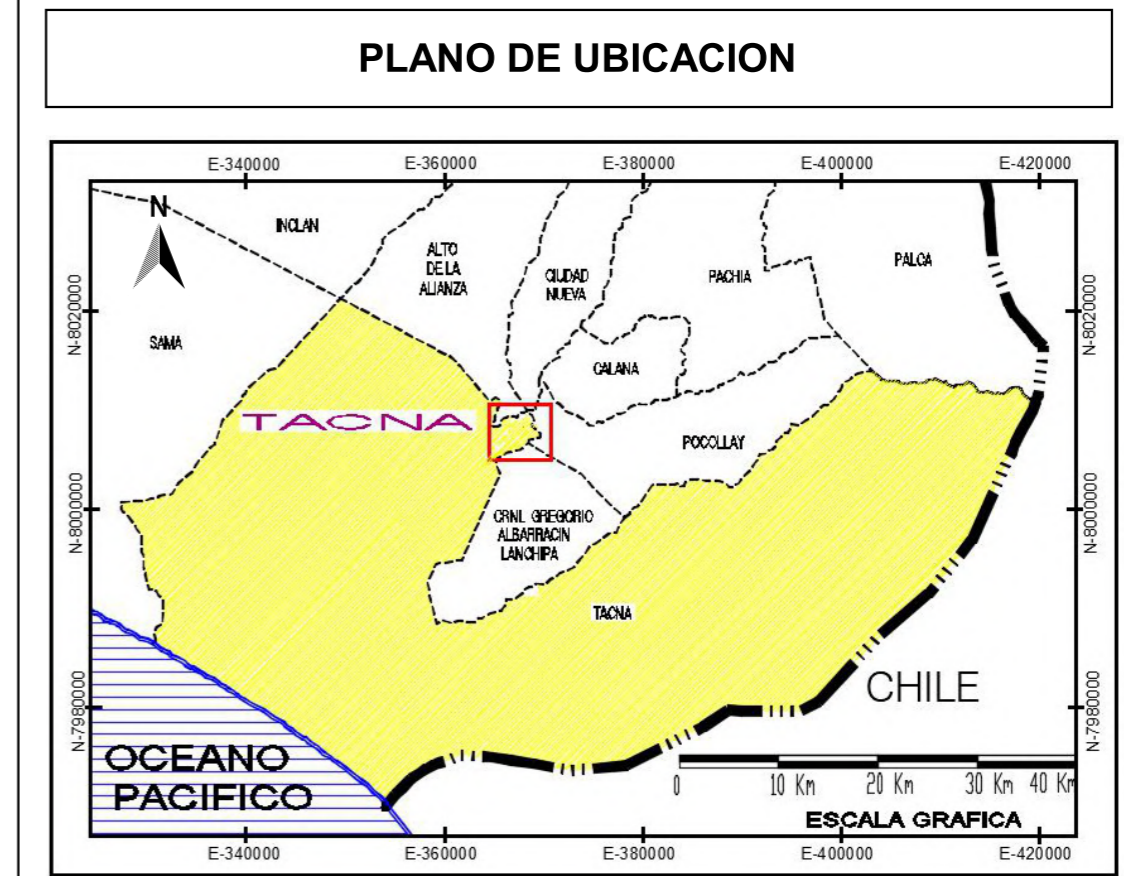 PLANO DE UBICACION
E-340000
E-360000
E-380000
E-400000
E-420000
N
INCLAN
ALTO
DE LA
ALIANZA
CIUDAD
NUEVA
PACHIA
PALCA
N-8020000
N-8020000
SAMA
CALANA
TACNA
POCOLLAY
N-8000000
N-8000000
CRNL GREGORIO
ALBARRACIN
LANCHIPA
TACNA
CHILE
N-7980000
N-7980000
OCEANO
PACIFICO
0
10 Km
20 Km
30 Km
40 Km
ESCALA GRAFICA
E-340000
E-360000
E-380000
E-400000
E-420000